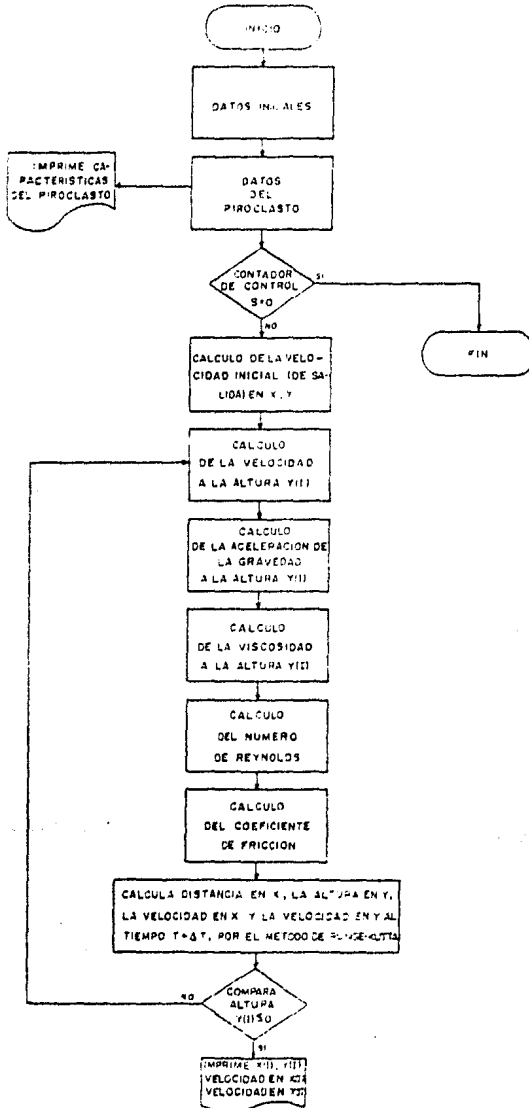 INICIO
DATOS INICIALES
IMPRIME CA-
RACTERISTICAS
DEL PIROCLASTO
DATOS
DEL
PIROCLASTO
CONTADOR
DE CONTROL
S=0
SI
NO
FIN
CALCULO DE LA VELO-
CIDAD INICIAL (DE SA-
LIDA) EN X, Y
CALCULO
DE LA VELOCIDAD
A LA ALTURA Y(I)
CALCULO
DE LA ACELERACION DE
LA GRAVEDAD
A LA ALTURA Y(I)
CALCULO
DE LA VISCOSIDAD
A LA ALTURA Y(I)
CALCULO
DEL NUMERO
DE REYNOLDS
CALCULO
DEL COEFICIENTE
DE FRICCION
CALCULA DISTANCIA EN X, LA ALTURA EN Y,
LA VELOCIDAD EN X Y LA VELOCIDAD EN Y AL
TIEMPO T+ΔT, POR EL METODO DE RUNGE-KUTTA
NO
COMPARA
ALTURA
Y(I)≤0
SI
IMPRIME X(I), Y(I)
VELOCIDAD EN
VELOCIDAD EN